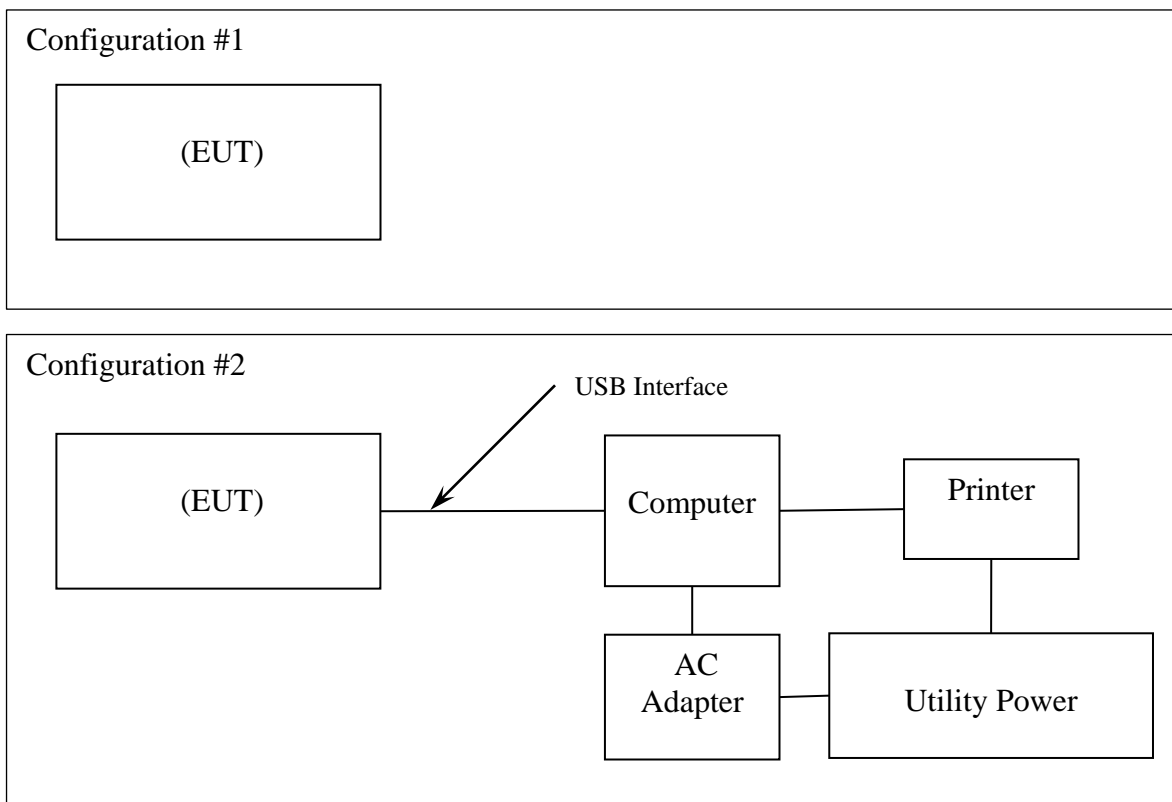 Configuration #1
(EUT)
Configuration #2
USB Interface
(EUT)
Computer
Printer
AC
Adapter
Utility Power